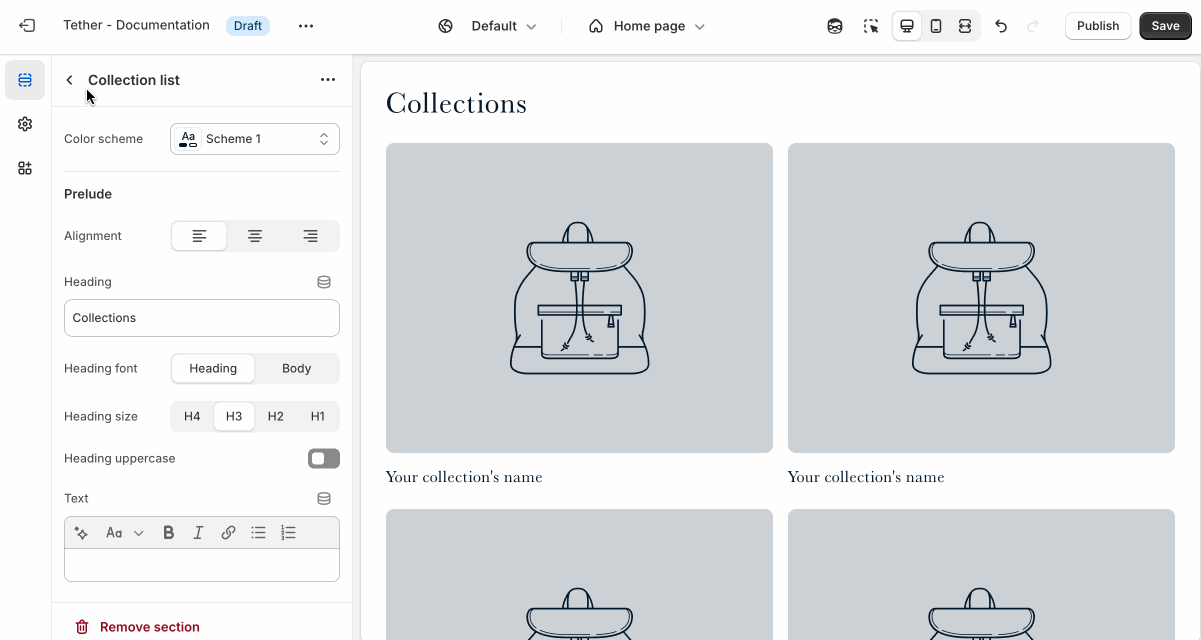 Tether - Documentation Draft Default Home page Publish Save
Collection list
Color scheme Aa Scheme 1
Prelude
Alignment
Heading
Collections
Heading font Heading Body
Heading size H4 H3 H2 H1
Heading uppercase
Text
Aa B I
Remove section
Collections
Your collection's name Your collection's name